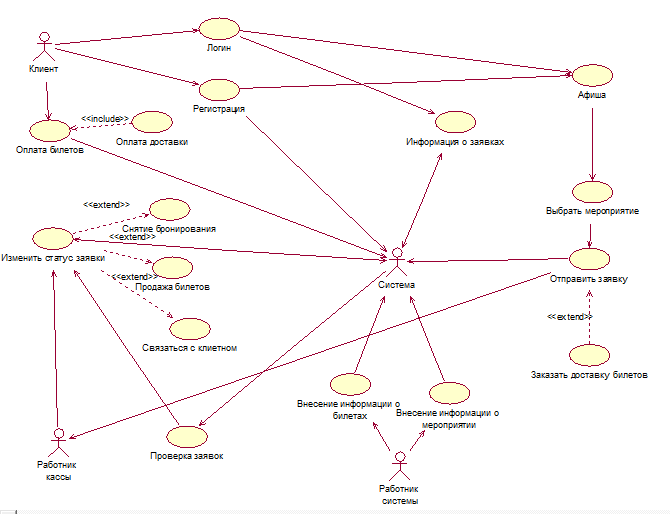 Логин
Клиент
Афиша
Регистрация
<<include>>
Оплата билетов
Оплата доставки
Информация о заявках
<<extend>>
Выбрать мероприятие
Снятие бронирования
<<extend>>
Изменить статус заявки
<<extend>>
Продажа билетов
Система
Отправить заявку
<<extend>>
Связаться с клиетном
Заказать доставку билетов
Внесение информации о
билетах
Внесение информации о
мероприятии
Проверка заявок
Работник
кассы
Работник
системы